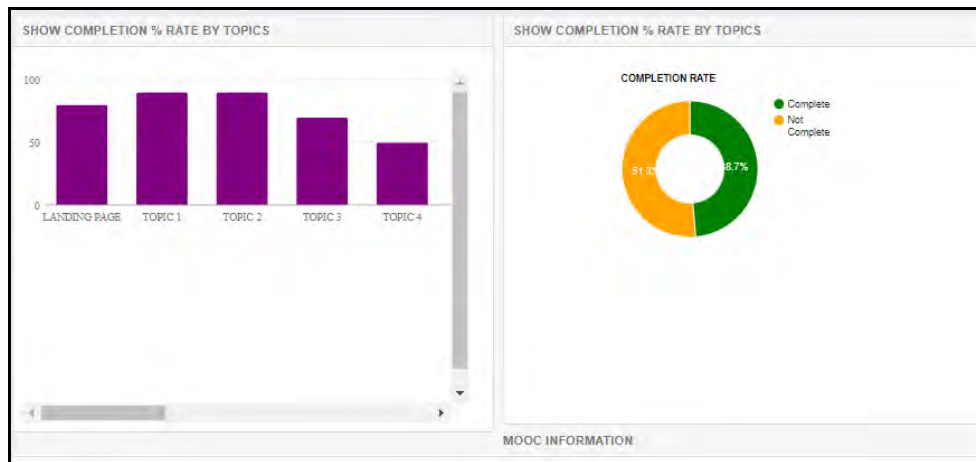 SHOW COMPLETION % RATE BY TOPICS
100
50
0
LANDING PAGE TOPIC 1 TOPIC 2 TOPIC 3 TOPIC 4
SHOW COMPLETION % RATE BY TOPICS
COMPLETION RATE
Complete
Not
Complete
MOOC INFORMATION